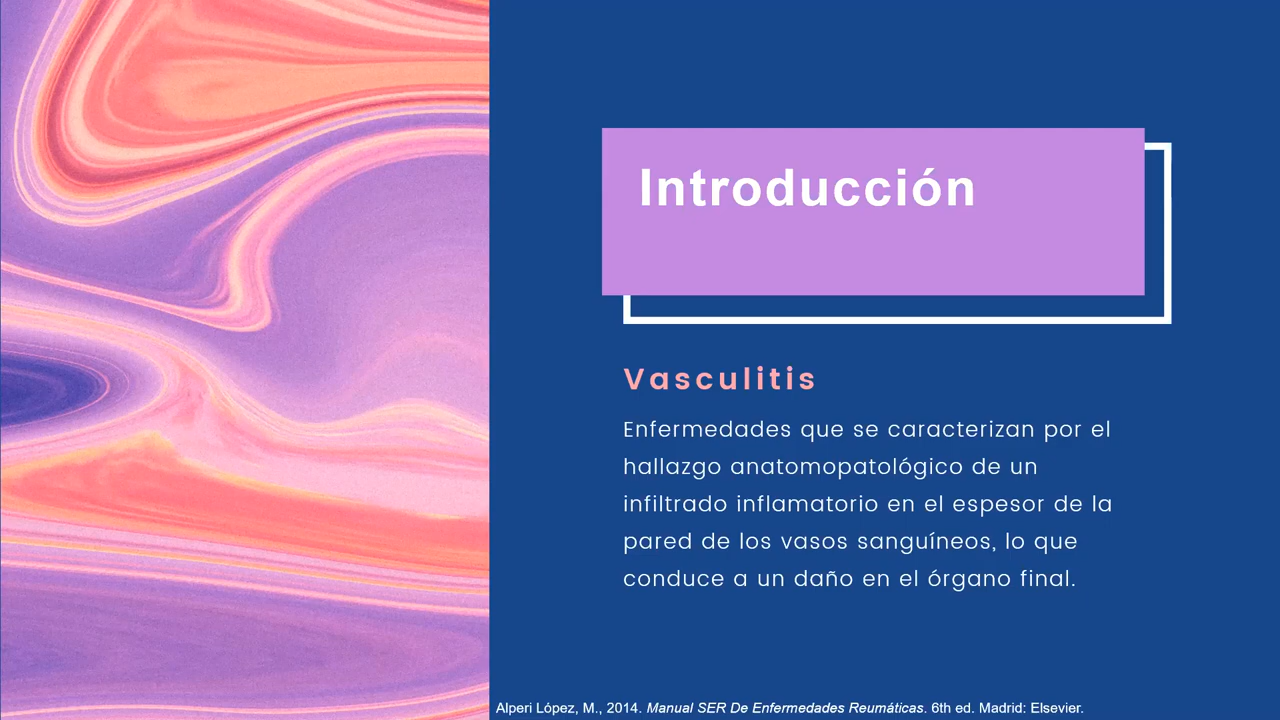 Introducción
Vasculitis
Enfermedades que se caracterizan por el
hallazgo anatomopatológico de un
infiltrado inflamatorio en el espesor de la
pared de los vasos sanguíneos, lo que
conduce a un daño en el órgano final.
Alperi López, M., 2014. Manual SER De Enfermedades Reumáticas. 6th ed. Madrid: Elsevier.